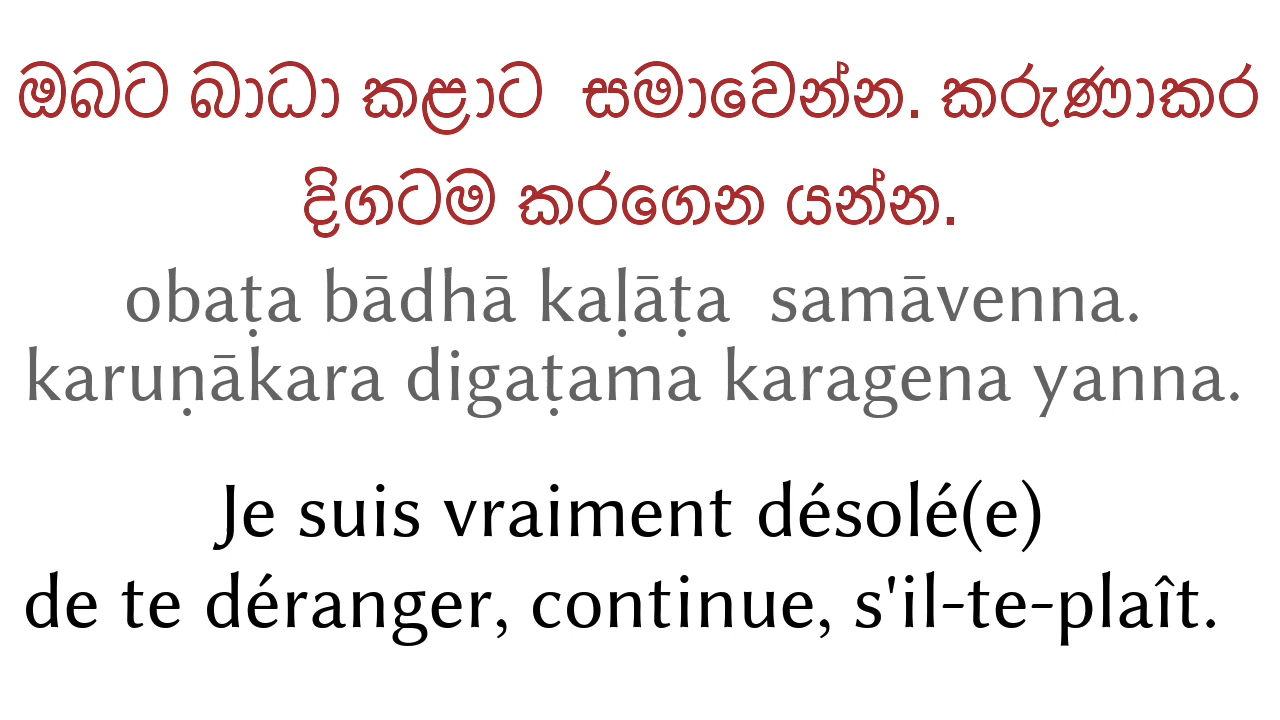 ඔබට බාධා කළාට  සමාවෙන්න. කරුණාකර
දිගටම කරගෙන යන්න.
obaṭa bādhā kaḷāṭa  samāvenna.
karuṇākara digaṭama karagena yanna.
Je suis vraiment désolé(e)
de te déranger, continue, s'il-te-plaît.